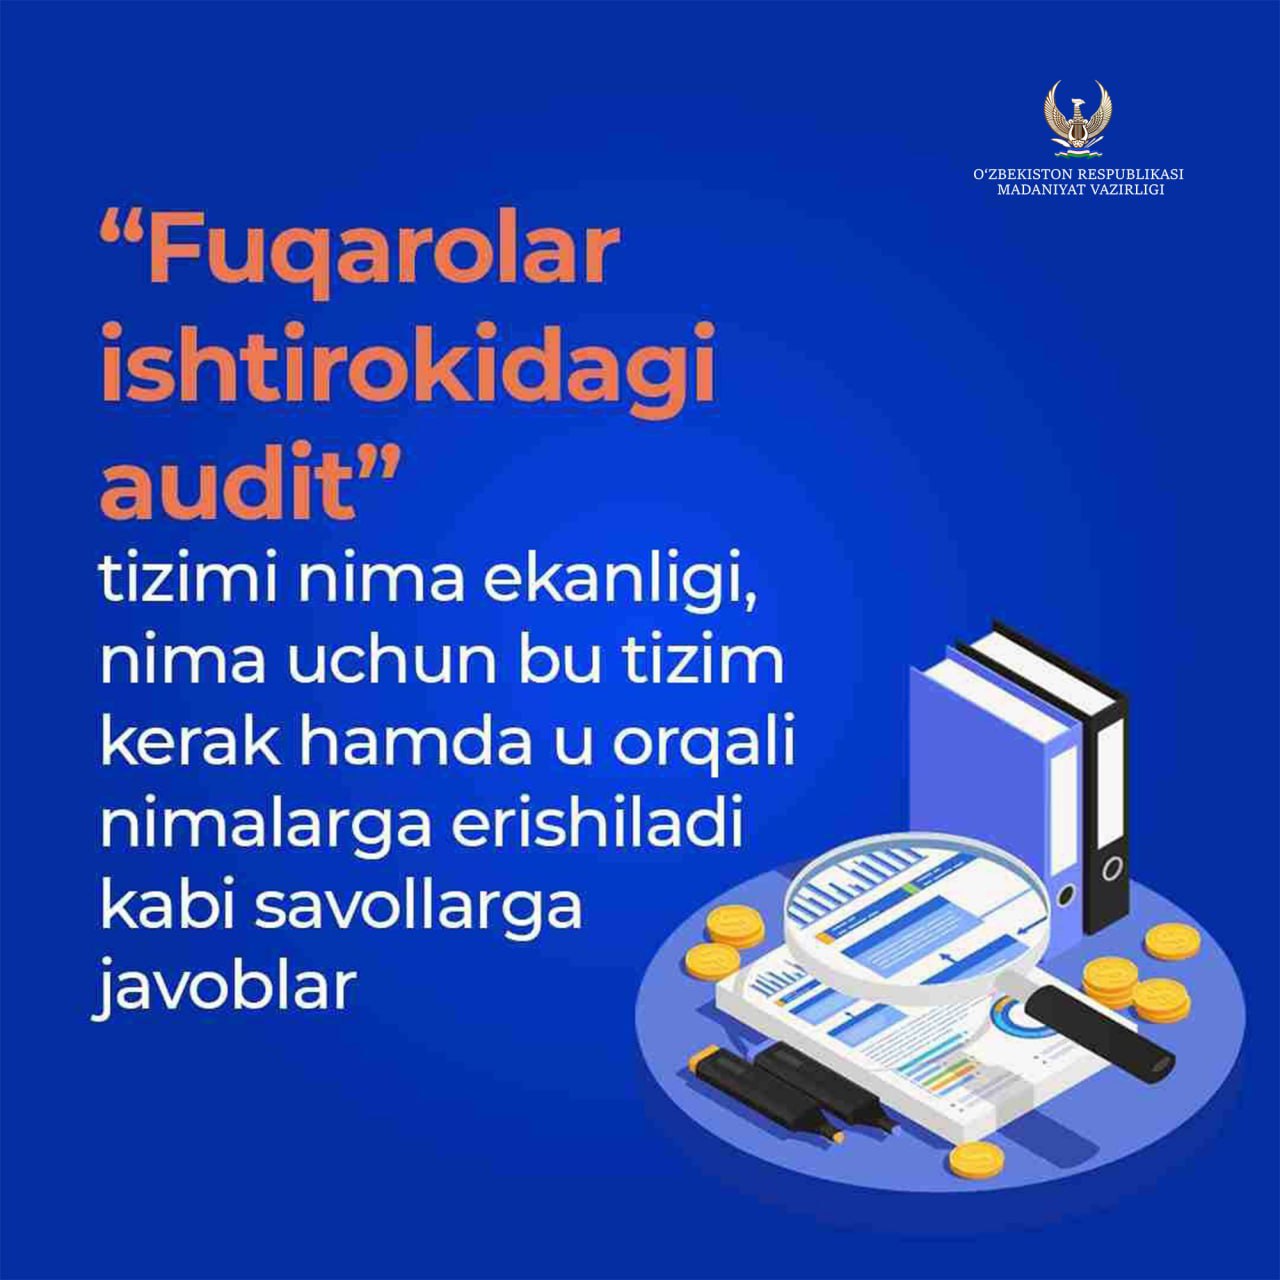 O‘ZBEKISTON RESPUBLIKASI
MADANIYAT VAZIRLIGI
“Fuqarolar
ishtirokidagi
audit”
tizimi nima ekanligi,
nima uchun bu tizim
kerak hamda u orqali
nimalarga erishiladi
kabi savollarga
javoblar